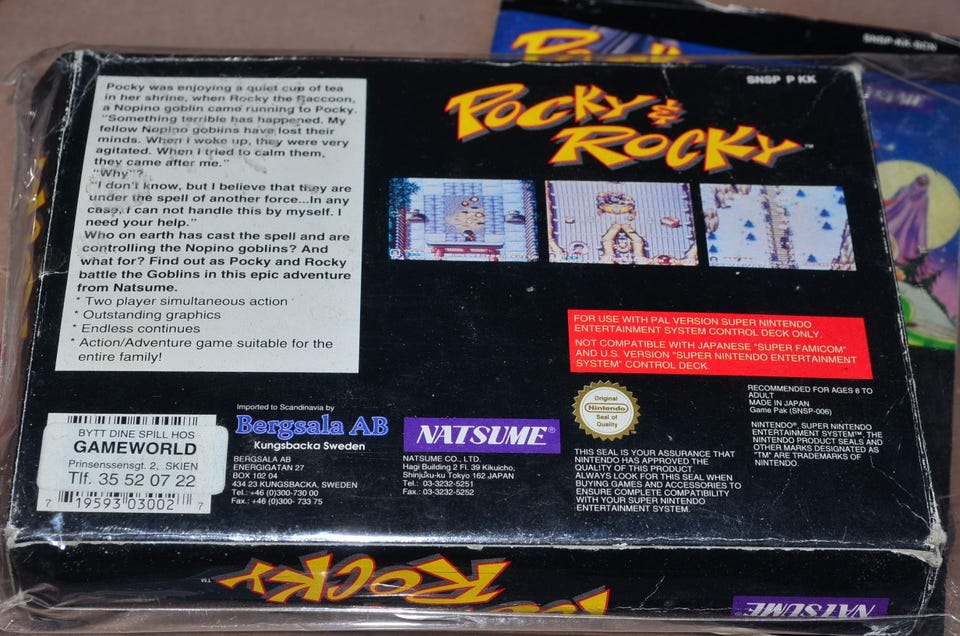 SNSP-KK-SCN
SNSP P KK
Pocky was enjoying a quiet cup of tea
in her shrine, when Rocky the Raccoon,
a Nopino goblin came running to Pocky.
"Something terrible has happened. My
fellow Nopino goblins have lost their
minds. When I woke up, they were very
agitated. When I tried to calm them,
they came after me."
"Why"?
"I don't know, but I believe that they are
under the spell of another force...In any
case, I can not handle this by myself. I
need your help."
Who on earth has cast the spell and are
controlling the Nopino goblins? And
what for? Find out as Pocky and Rocky
battle the Goblins in this epic adventure
from Natsume.
* Two player simultaneous action
* Outstanding graphics
* Endless continues
* Action/Adventure game suitable for the
entire family!
POCKY &
ROCKY™
FOR USE WITH PAL VERSION SUPER NINTENDO
ENTERTAINMENT SYSTEM CONTROL DECK ONLY.
NOT COMPATIBLE WITH JAPANESE "SUPER FAMICOM"
AND U.S. VERSION "SUPER NINTENDO ENTERTAINMENT
SYSTEM" CONTROL DECK.
BYTT DINE SPILL HOS
GAMEWORLD
Prinsenssensgt. 2, SKIEN
Tlf. 35 52 07 22
7 19593 03002 7
Imported to Scandinavia by
Bergsala AB
Kungsbacka Sweden
BERGSALA AB
ENERGIGATAN 27
BOX 104 04
434 23 KUNGSBACKA, SWEDEN
Tel.: +46 (0)300-730 00
Fax.: +46 (0)300- 733 75
NATSUME®
NATSUME CO., LTD.
Hagi Building 2 Fl. 39 Kikuicho,
Shinjuku-ku Tokyo 162 JAPAN
Tel.: 03-3232-5251
Fax.: 03-3232-5252
Original
Nintendo
Seal of
Quality
THIS SEAL IS YOUR ASSURANCE THAT
NINTENDO HAS APPROVED THE
QUALITY OF THIS PRODUCT.
ALWAYS LOOK FOR THIS SEAL WHEN
BUYING GAMES AND ACCESSORIES TO
ENSURE COMPLETE COMPATIBILITY
WITH YOUR SUPER NINTENDO
ENTERTAINMENT SYSTEM.
RECOMMENDED FOR AGES 8 TO
ADULT
MADE IN JAPAN
Game Pak (SNSP-006)
NINTENDO®, SUPER NINTENDO
ENTERTAINMENT SYSTEM™, THE
NINTENDO PRODUCT SEALS AND
OTHER MARKS DESIGNATED AS
"TM" ARE TRADEMARKS OF
NINTENDO.
ROCKY™
NATSUME